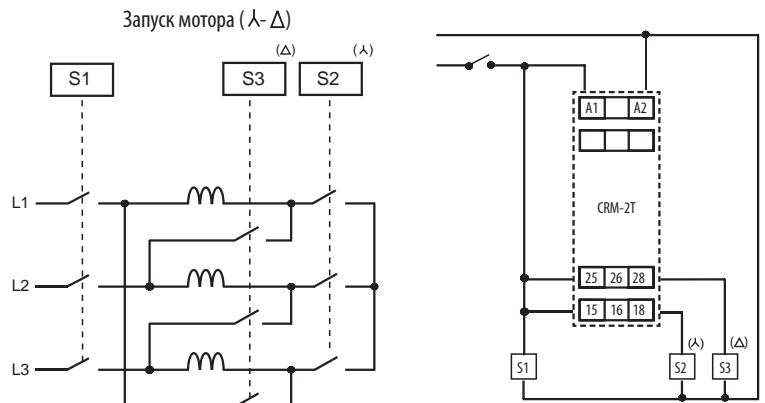 Запуск мотора (⅄-Δ)
(Δ) (⅄)
S1 S3 S2
L1
L2
L3
A1 A2
CRM-2T
25 26 28
15 16 18
(⅄) (Δ)
S1 S2 S3